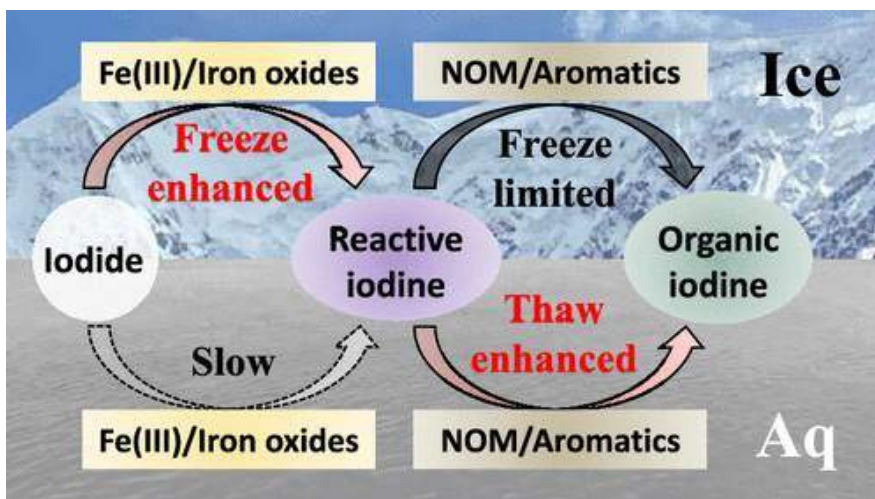 Fe(III)/Iron oxides
NOM/Aromatics
Ice
Freeze
enhanced
Freeze
limited
Iodide
Reactive
iodine
Organic
iodine
Slow
Thaw
enhanced
Fe(III)/Iron oxides
NOM/Aromatics
Aq